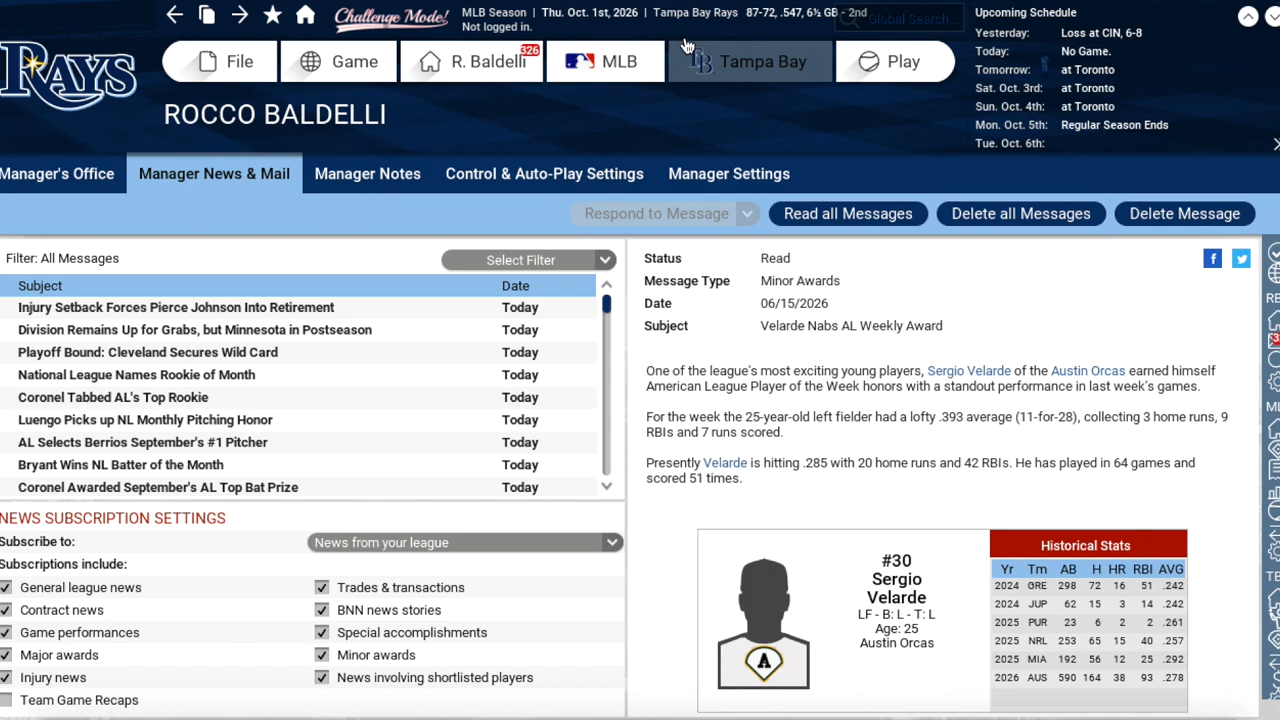 Challenge Mode!
MLB Season | Thu. Oct. 1st, 2026 | Tampa Bay Rays 87-72, .547, 6½ GB - 2nd
Not logged in.
Global Search...
Upcoming Schedule
Yesterday: Loss at CIN, 6-8
Today: No Game.
Tomorrow: at Toronto
Sat. Oct. 3rd: at Toronto
Sun. Oct. 4th: at Toronto
Mon. Oct. 5th: Regular Season Ends
Tue. Oct. 6th:
RAYS
File
Game
R. Baldelli
326
MLB
Tampa Bay
Play
ROCCO BALDELLI
Manager's Office
Manager News & Mail
Manager Notes
Control & Auto-Play Settings
Manager Settings
Respond to Message
Read all Messages
Delete all Messages
Delete Message
Filter: All Messages
Select Filter
Subject Date
Injury Setback Forces Pierce Johnson Into Retirement Today
Division Remains Up for Grabs, but Minnesota in Postseason Today
Playoff Bound: Cleveland Secures Wild Card Today
National League Names Rookie of Month Today
Coronel Tabbed AL's Top Rookie Today
Luengo Picks up NL Monthly Pitching Honor Today
AL Selects Berrios September's #1 Pitcher Today
Bryant Wins NL Batter of the Month Today
Coronel Awarded September's AL Top Bat Prize Today
NEWS SUBSCRIPTION SETTINGS
Subscribe to: News from your league
Subscriptions include:
General league news Trades & transactions
Contract news BNN news stories
Game performances Special accomplishments
Major awards Minor awards
Injury news News involving shortlisted players
Team Game Recaps
Status Read
Message Type Minor Awards
Date 06/15/2026
Subject Velarde Nabs AL Weekly Award
One of the league's most exciting young players, Sergio Velarde of the Austin Orcas earned himself
American League Player of the Week honors with a standout performance in last week's games.
For the week the 25-year-old left fielder had a lofty .393 average (11-for-28), collecting 3 home runs, 9
RBIs and 7 runs scored.
Presently Velarde is hitting .285 with 20 home runs and 42 RBIs. He has played in 64 games and
scored 51 times.
A
#30
Sergio
Velarde
LF - B: L - T: L
Age: 25
Austin Orcas
Historical Stats
Yr Tm AB H HR RBI AVG
2024 GRE 298 72 16 51 .242
2024 JUP 62 15 3 14 .242
2025 PUR 23 6 2 2 .261
2025 NRL 253 65 15 40 .257
2025 MIA 192 56 12 25 .292
2026 AUS 590 164 38 93 .278